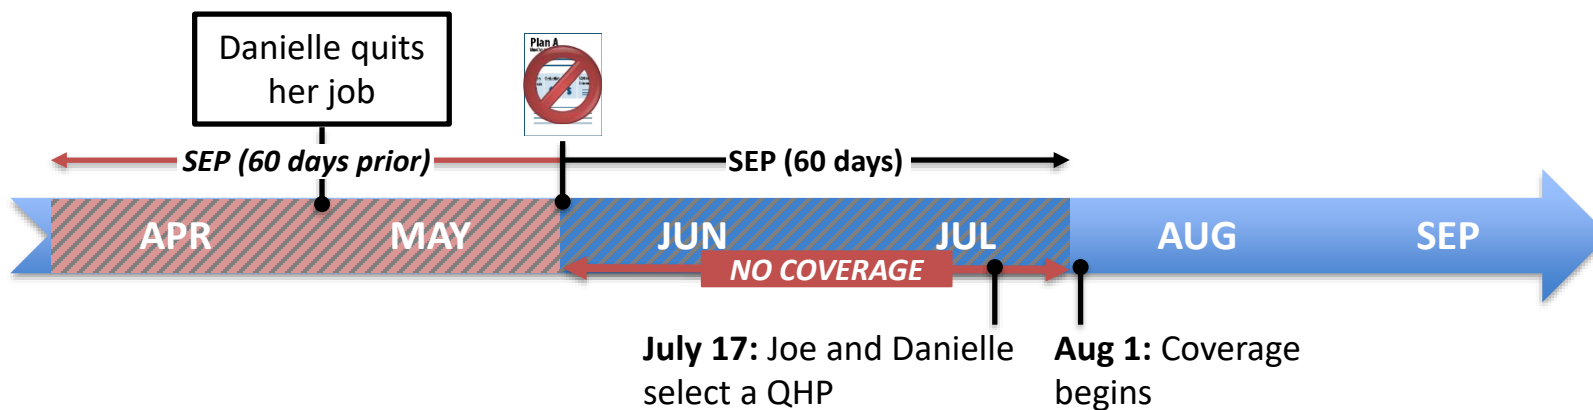 Danielle quits
her job
Plan A
SEP (60 days prior)
SEP (60 days)
APR
MAY
JUN
JUL
AUG
SEP
NO COVERAGE
July 17: Joe and Danielle
select a QHP
Aug 1: Coverage
begins